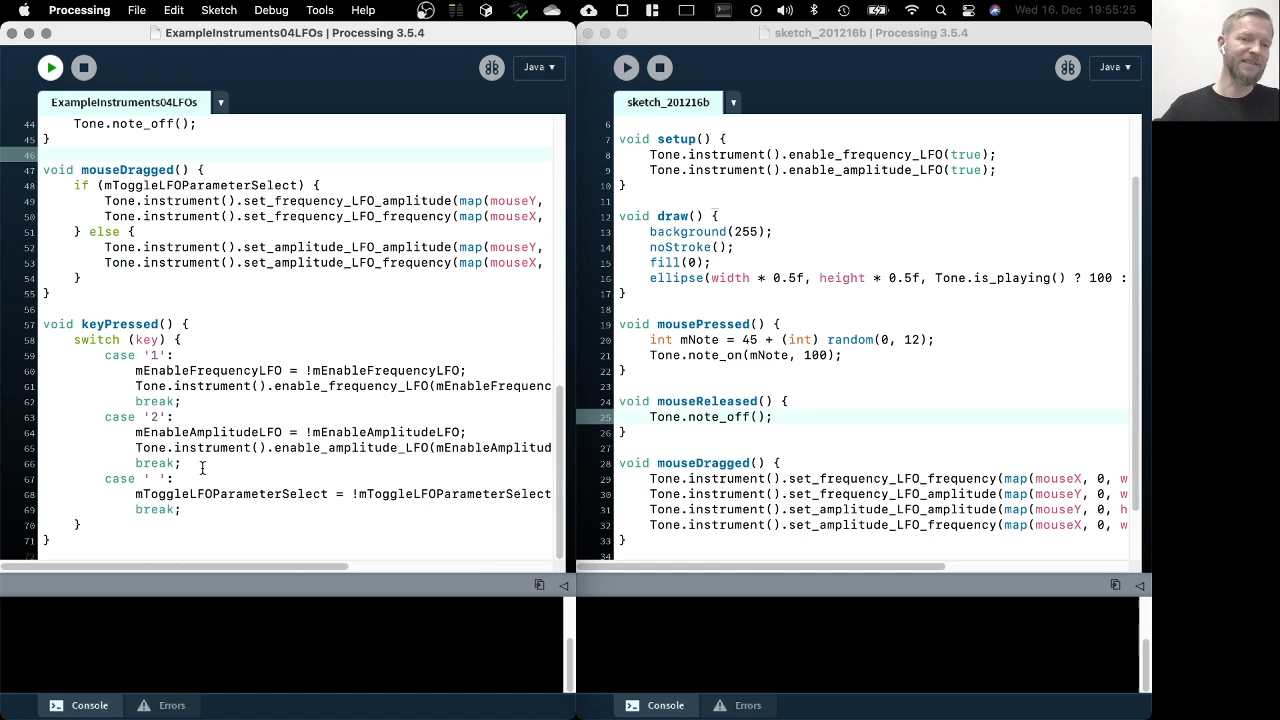 Processing File Edit Sketch Debug Tools Help Wed 16. Dec 19:55:25
ExampleInstruments04LFOs | Processing 3.5.4
Java ▾
ExampleInstruments04LFOs ▾
44 Tone.note_off();
45 }
46
47 void mouseDragged() {
48 if (mToggleLFOParameterSelect) {
49 Tone.instrument().set_frequency_LFO_amplitude(map(mouseY,
50 Tone.instrument().set_frequency_LFO_frequency(map(mouseX,
51 } else {
52 Tone.instrument().set_amplitude_LFO_amplitude(map(mouseY,
53 Tone.instrument().set_amplitude_LFO_frequency(map(mouseX,
54 }
55 }
56
57 void keyPressed() {
58 switch (key) {
59 case '1':
60 mEnableFrequencyLFO = !mEnableFrequencyLFO;
61 Tone.instrument().enable_frequency_LFO(mEnableFrequenc
62 break;
63 case '2':
64 mEnableAmplitudeLFO = !mEnableAmplitudeLFO;
65 Tone.instrument().enable_amplitude_LFO(mEnableAmplitud
66 break;
67 case ' ':
68 mToggleLFOParameterSelect = !mToggleLFOParameterSelect
69 break;
70 }
71 }
72
Console Errors
sketch_201216b | Processing 3.5.4
Java ▾
sketch_201216b ▾
6
7 void setup() {
8 Tone.instrument().enable_frequency_LFO(true);
9 Tone.instrument().enable_amplitude_LFO(true);
10 }
11
12 void draw() {
13 background(255);
14 noStroke();
15 fill(0);
16 ellipse(width * 0.5f, height * 0.5f, Tone.is_playing() ? 100 :
17 }
18
19 void mousePressed() {
20 int mNote = 45 + (int) random(0, 12);
21 Tone.note_on(mNote, 100);
22 }
23
24 void mouseReleased() {
25 Tone.note_off();
26 }
27
28 void mouseDragged() {
29 Tone.instrument().set_frequency_LFO_frequency(map(mouseX, 0, w
30 Tone.instrument().set_frequency_LFO_amplitude(map(mouseY, 0, w
31 Tone.instrument().set_amplitude_LFO_amplitude(map(mouseY, 0, h
32 Tone.instrument().set_amplitude_LFO_frequency(map(mouseX, 0, w
33 }
34
Console Errors